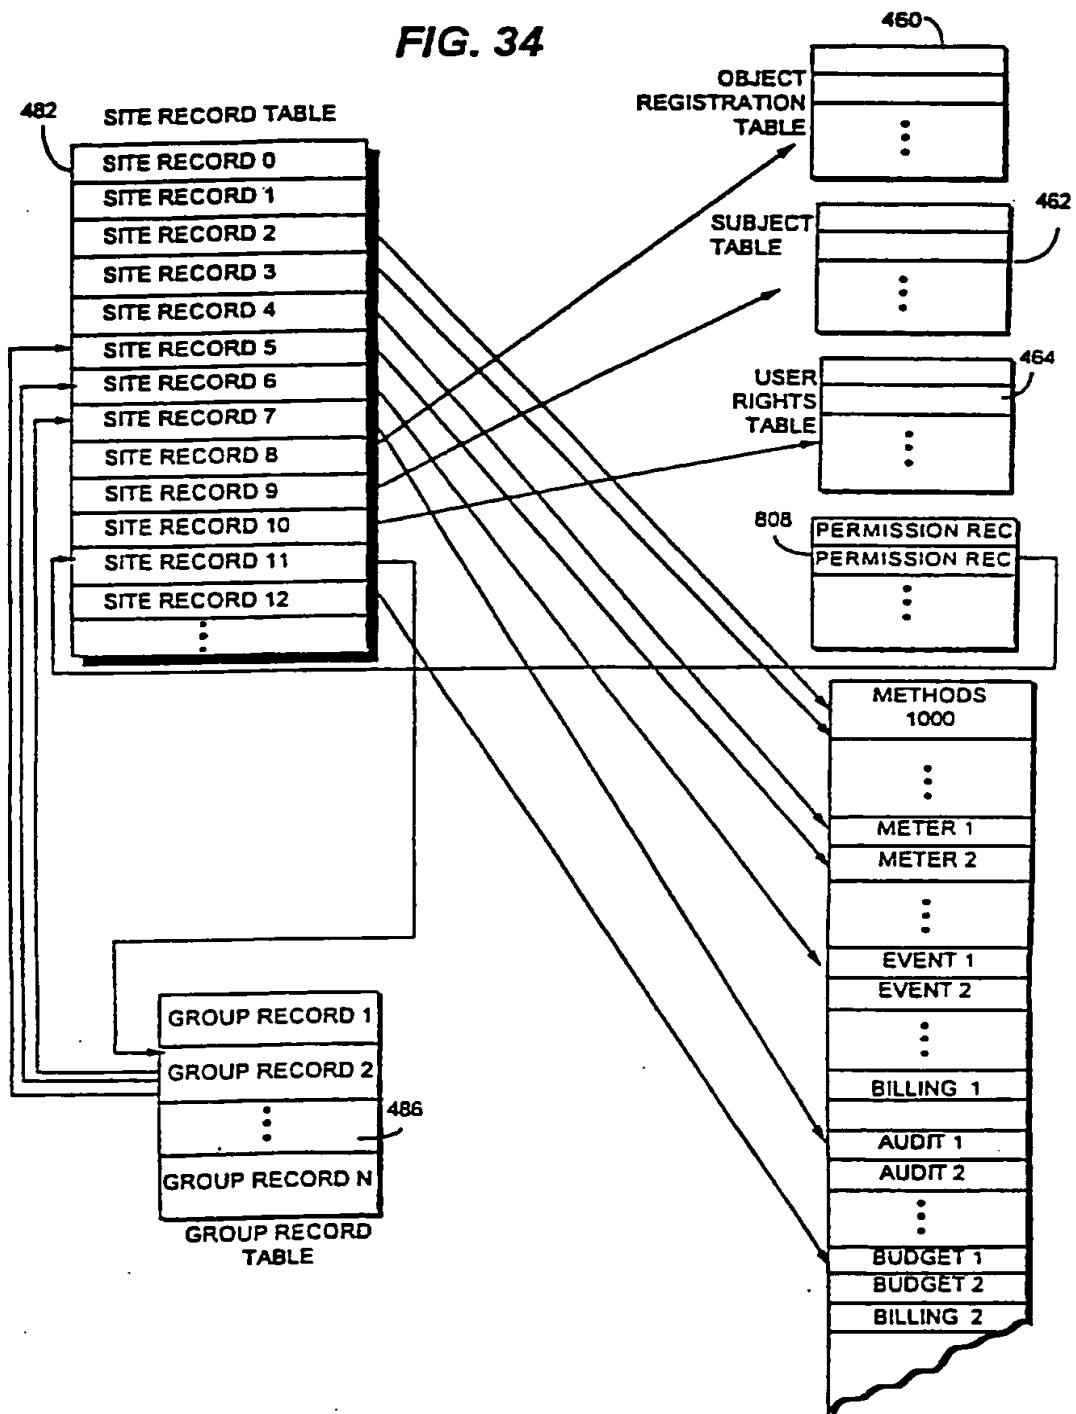 FIG. 34
482
SITE RECORD TABLE
SITE RECORD 0
SITE RECORD 1
SITE RECORD 2
SITE RECORD 3
SITE RECORD 4
SITE RECORD 5
SITE RECORD 6
SITE RECORD 7
SITE RECORD 8
SITE RECORD 9
SITE RECORD 10
SITE RECORD 11
SITE RECORD 12
460
OBJECT
REGISTRATION
TABLE
462
SUBJECT
TABLE
464
USER
RIGHTS
TABLE
808
PERMISSION REC
PERMISSION REC
METHODS
1000
METER 1
METER 2
EVENT 1
EVENT 2
BILLING 1
AUDIT 1
AUDIT 2
BUDGET 1
BUDGET 2
BILLING 2
GROUP RECORD 1
GROUP RECORD 2
486
GROUP RECORD N
GROUP RECORD
TABLE